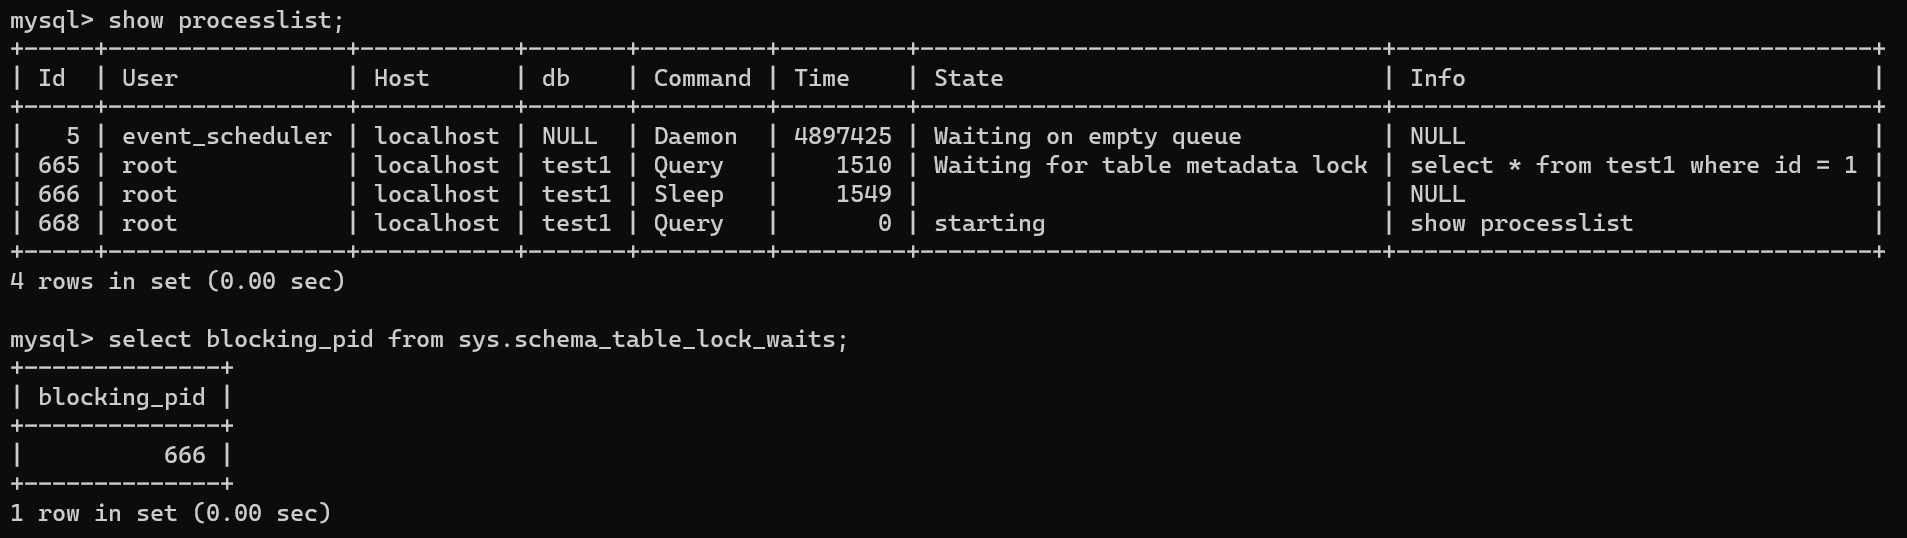 mysql> show processlist;
+-----+-----------------+-----------+-------+---------+---------+---------------------------------+----------------------------------+
| Id  | User            | Host      | db    | Command | Time    | State                           | Info                             |
+-----+-----------------+-----------+-------+---------+---------+---------------------------------+----------------------------------+
|   5 | event_scheduler | localhost | NULL  | Daemon  | 4897425 | Waiting on empty queue          | NULL                             |
| 665 | root            | localhost | test1 | Query   |    1510 | Waiting for table metadata lock | select * from test1 where id = 1 |
| 666 | root            | localhost | test1 | Sleep   |    1549 |                                 | NULL                             |
| 668 | root            | localhost | test1 | Query   |       0 | starting                        | show processlist                 |
+-----+-----------------+-----------+-------+---------+---------+---------------------------------+----------------------------------+
4 rows in set (0.00 sec)

mysql> select blocking_pid from sys.schema_table_lock_waits;
+--------------+
| blocking_pid |
+--------------+
|          666 |
+--------------+
1 row in set (0.00 sec)